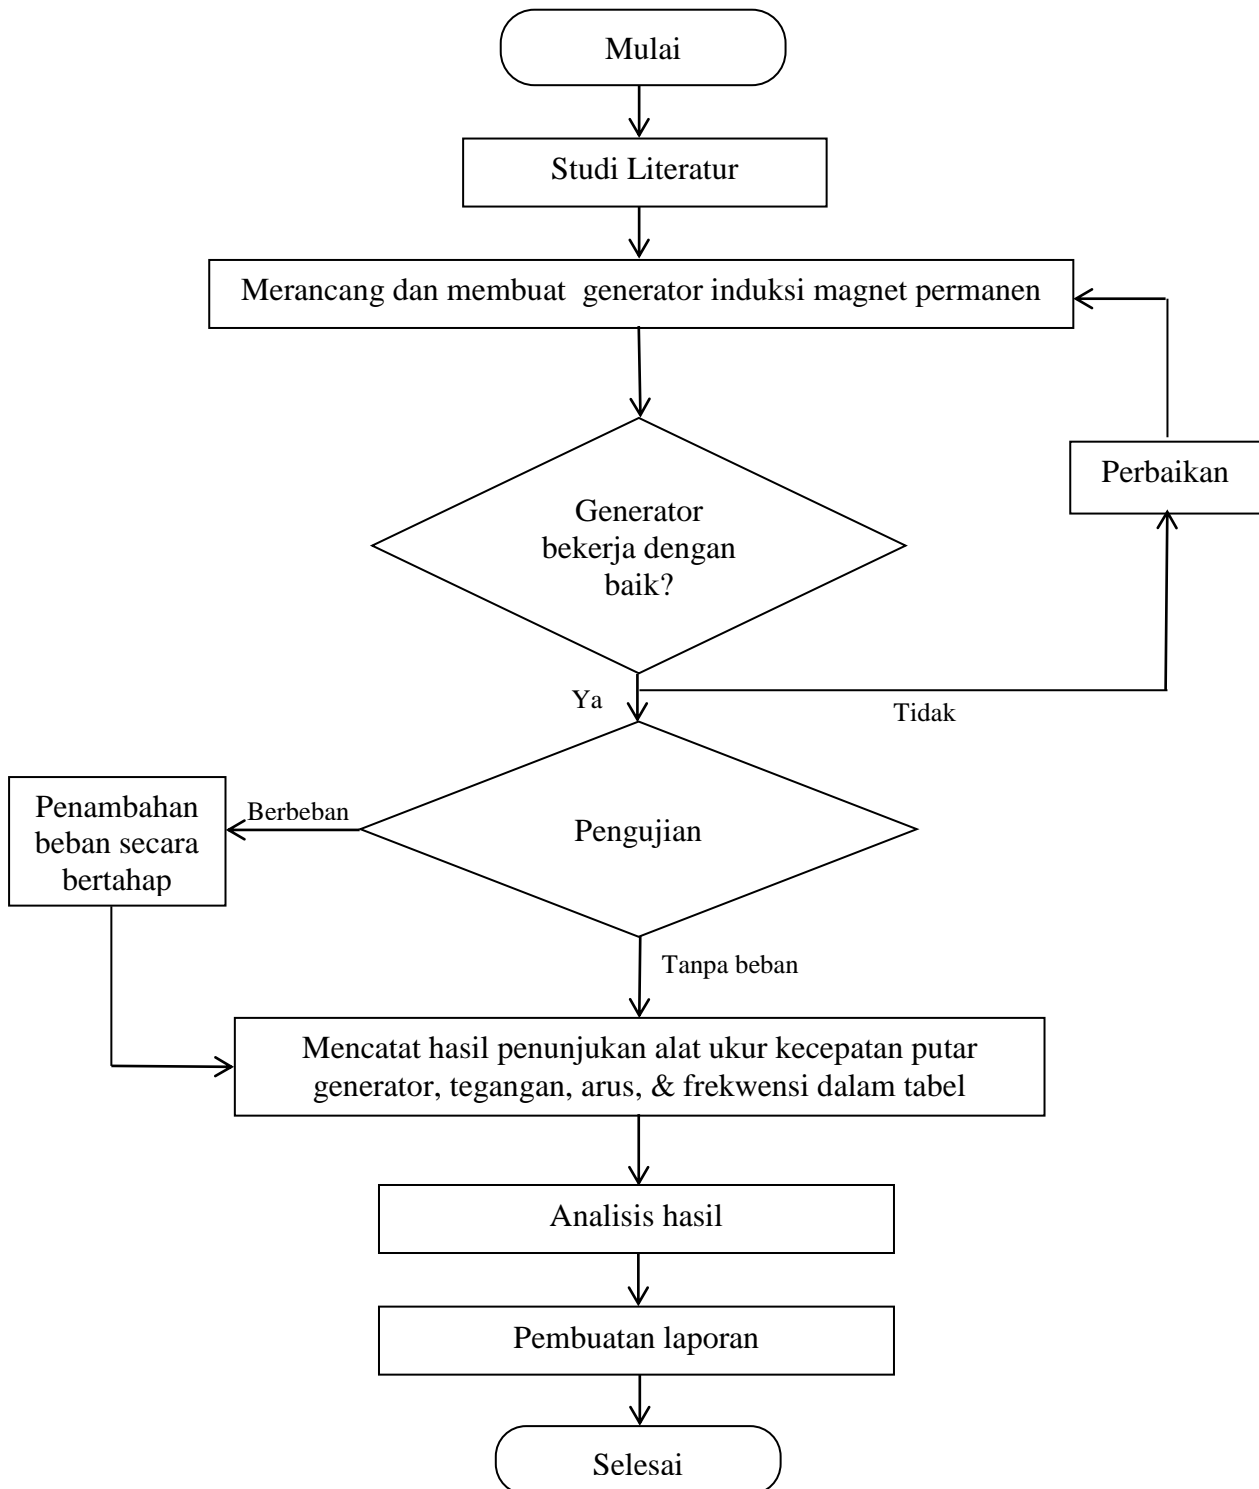 Mulai
Studi Literatur
Merancang dan membuat  generator induksi magnet permanen
Perbaikan
Generator
bekerja dengan
baik?
Ya
Tidak
Penambahan
beban secara
bertahap
Berbeban
Pengujian
Tanpa beban
Mencatat hasil penunjukan alat ukur kecepatan putar
generator, tegangan, arus, & frekwensi dalam tabel
Analisis hasil
Pembuatan laporan
Selesai